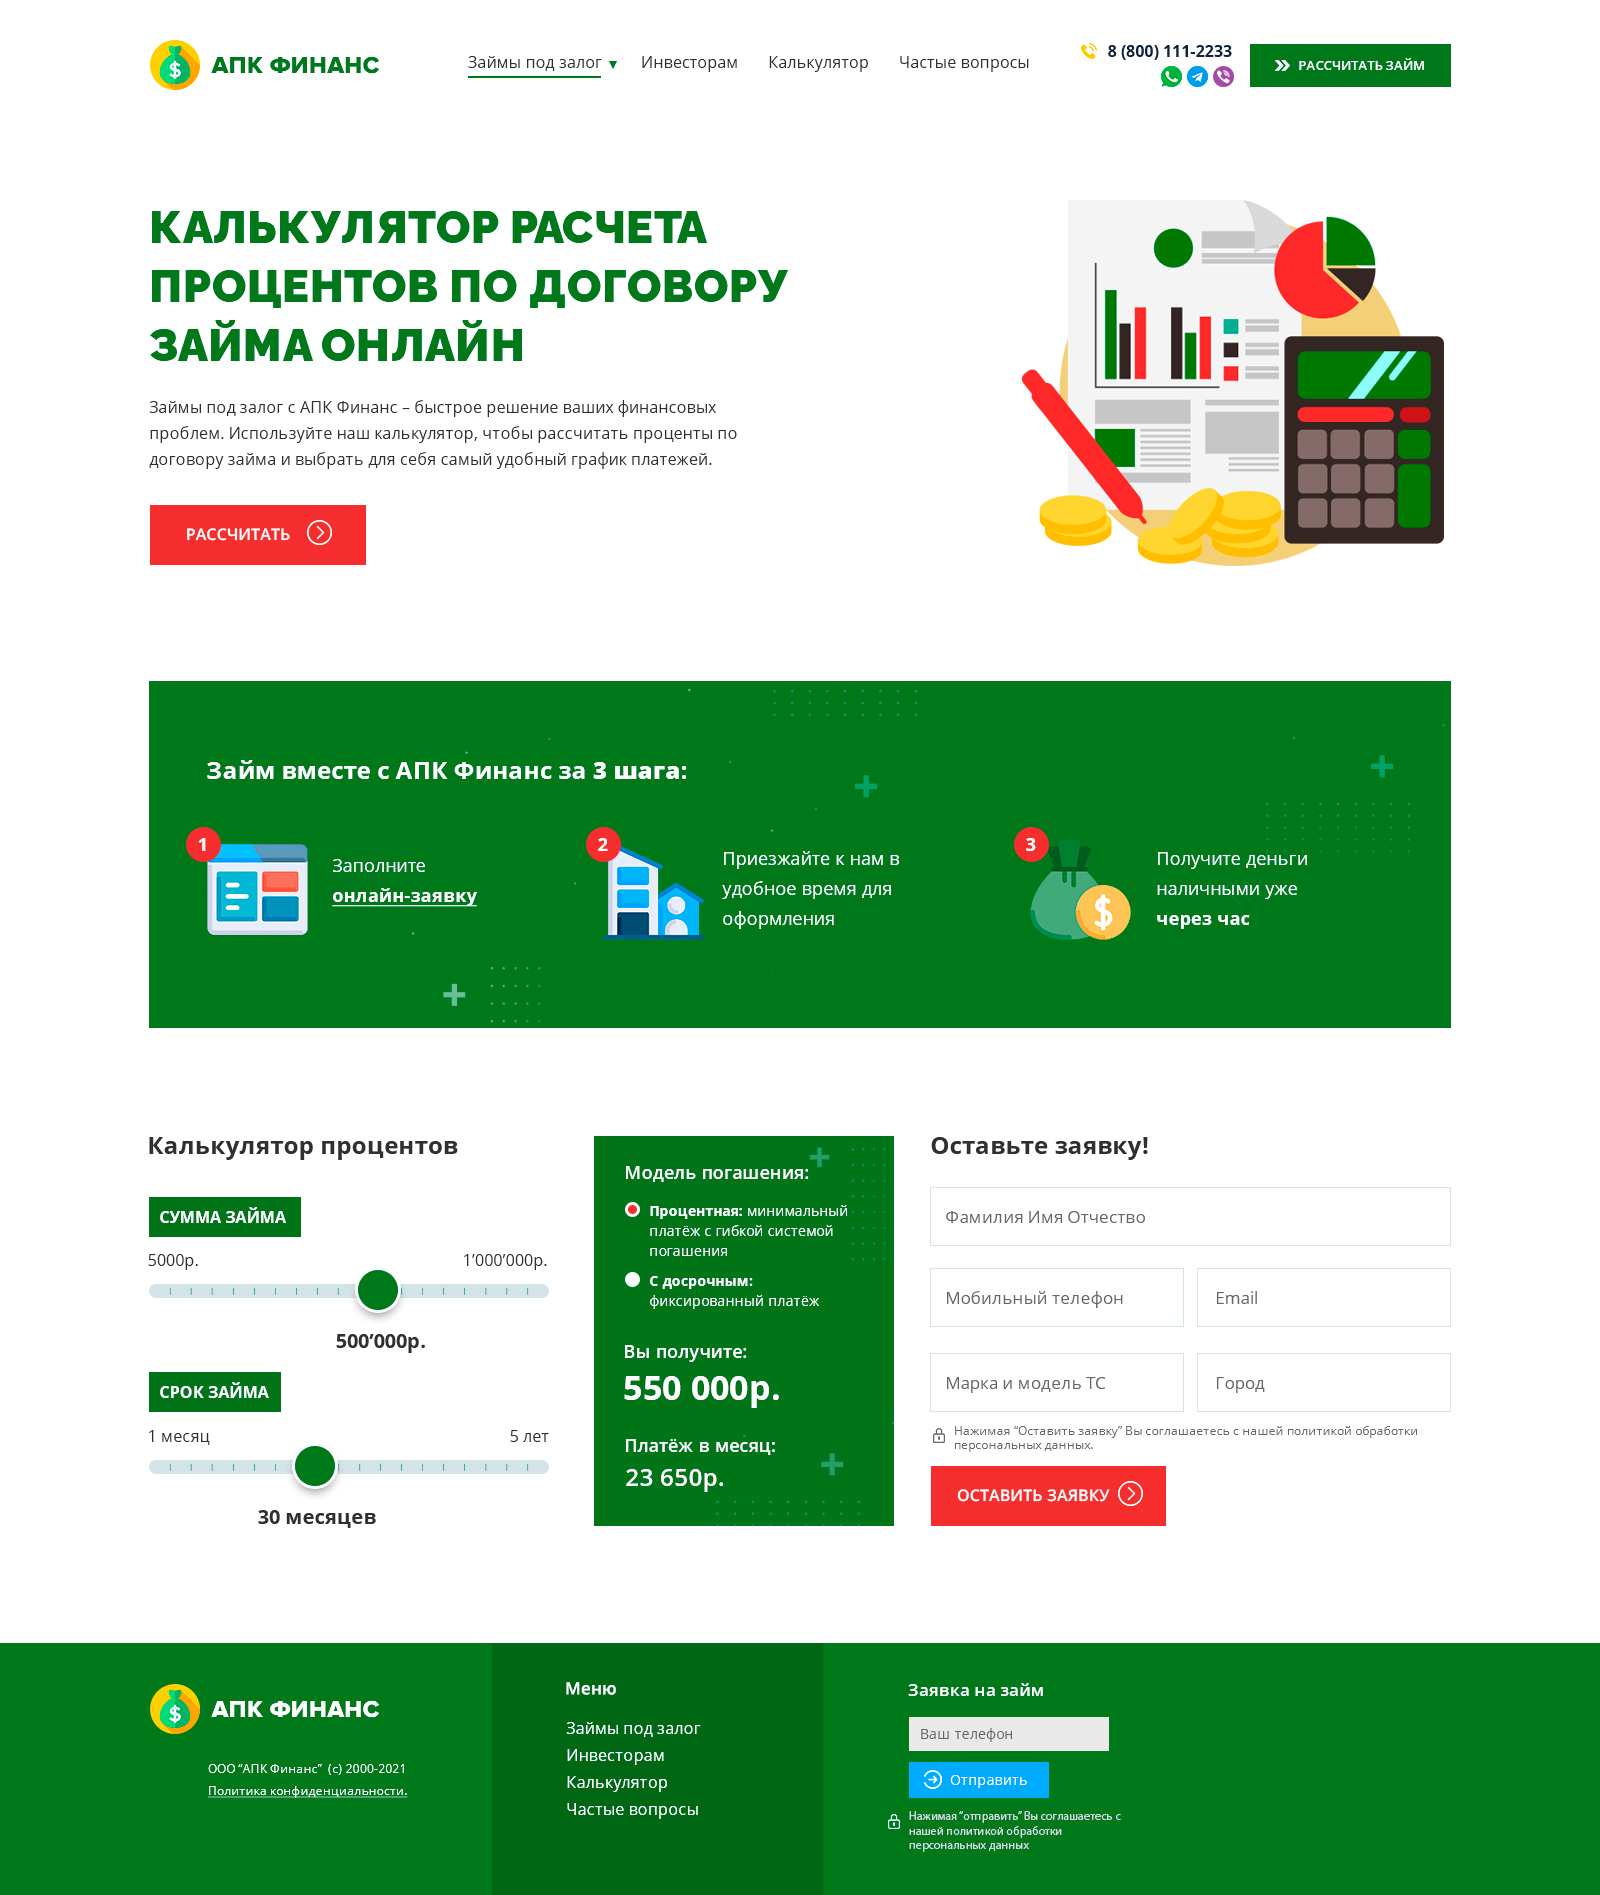 АПК ФИНАНС
Займы под залог ▼
Инвесторам
Калькулятор
Частые вопросы
8 (800) 111-2233
РАССЧИТАТЬ ЗАЙМ
КАЛЬКУЛЯТОР РАСЧЕТА
ПРОЦЕНТОВ ПО ДОГОВОРУ
ЗАЙМА ОНЛАЙН
Займы под залог с АПК Финанс – быстрое решение ваших финансовых
проблем. Используйте наш калькулятор, чтобы рассчитать проценты по
договору займа и выбрать для себя самый удобный график платежей.
РАССЧИТАТЬ
Займ вместе с АПК Финанс за 3 шага:
1
Заполните
онлайн-заявку
2
Приезжайте к нам в
удобное время для
оформления
3
$
Получите деньги
наличными уже
через час
Калькулятор процентов
СУММА ЗАЙМА
5000р.
1’000’000р.
500’000р.
СРОК ЗАЙМА
1 месяц
5 лет
30 месяцев
Модель погашения:
Процентная: минимальный
платёж с гибкой системой
погашения
С досрочным:
фиксированный платёж
Вы получите:
550 000р.
Платёж в месяц:
23 650р.
Оставьте заявку!
Фамилия Имя Отчество
Мобильный телефон
Email
Марка и модель ТС
Город
Нажимая “Оставить заявку” Вы соглашаетесь с нашей политикой обработки
персональных данных.
ОСТАВИТЬ ЗАЯВКУ
АПК ФИНАНС
ООО “АПК Финанс” (с) 2000-2021
Политика конфиденциальности.
Меню
Займы под залог
Инвесторам
Калькулятор
Частые вопросы
Заявка на займ
Ваш телефон
Отправить
Нажимая “отправить” Вы соглашаетесь с
нашей политикой обработки
персональных данных